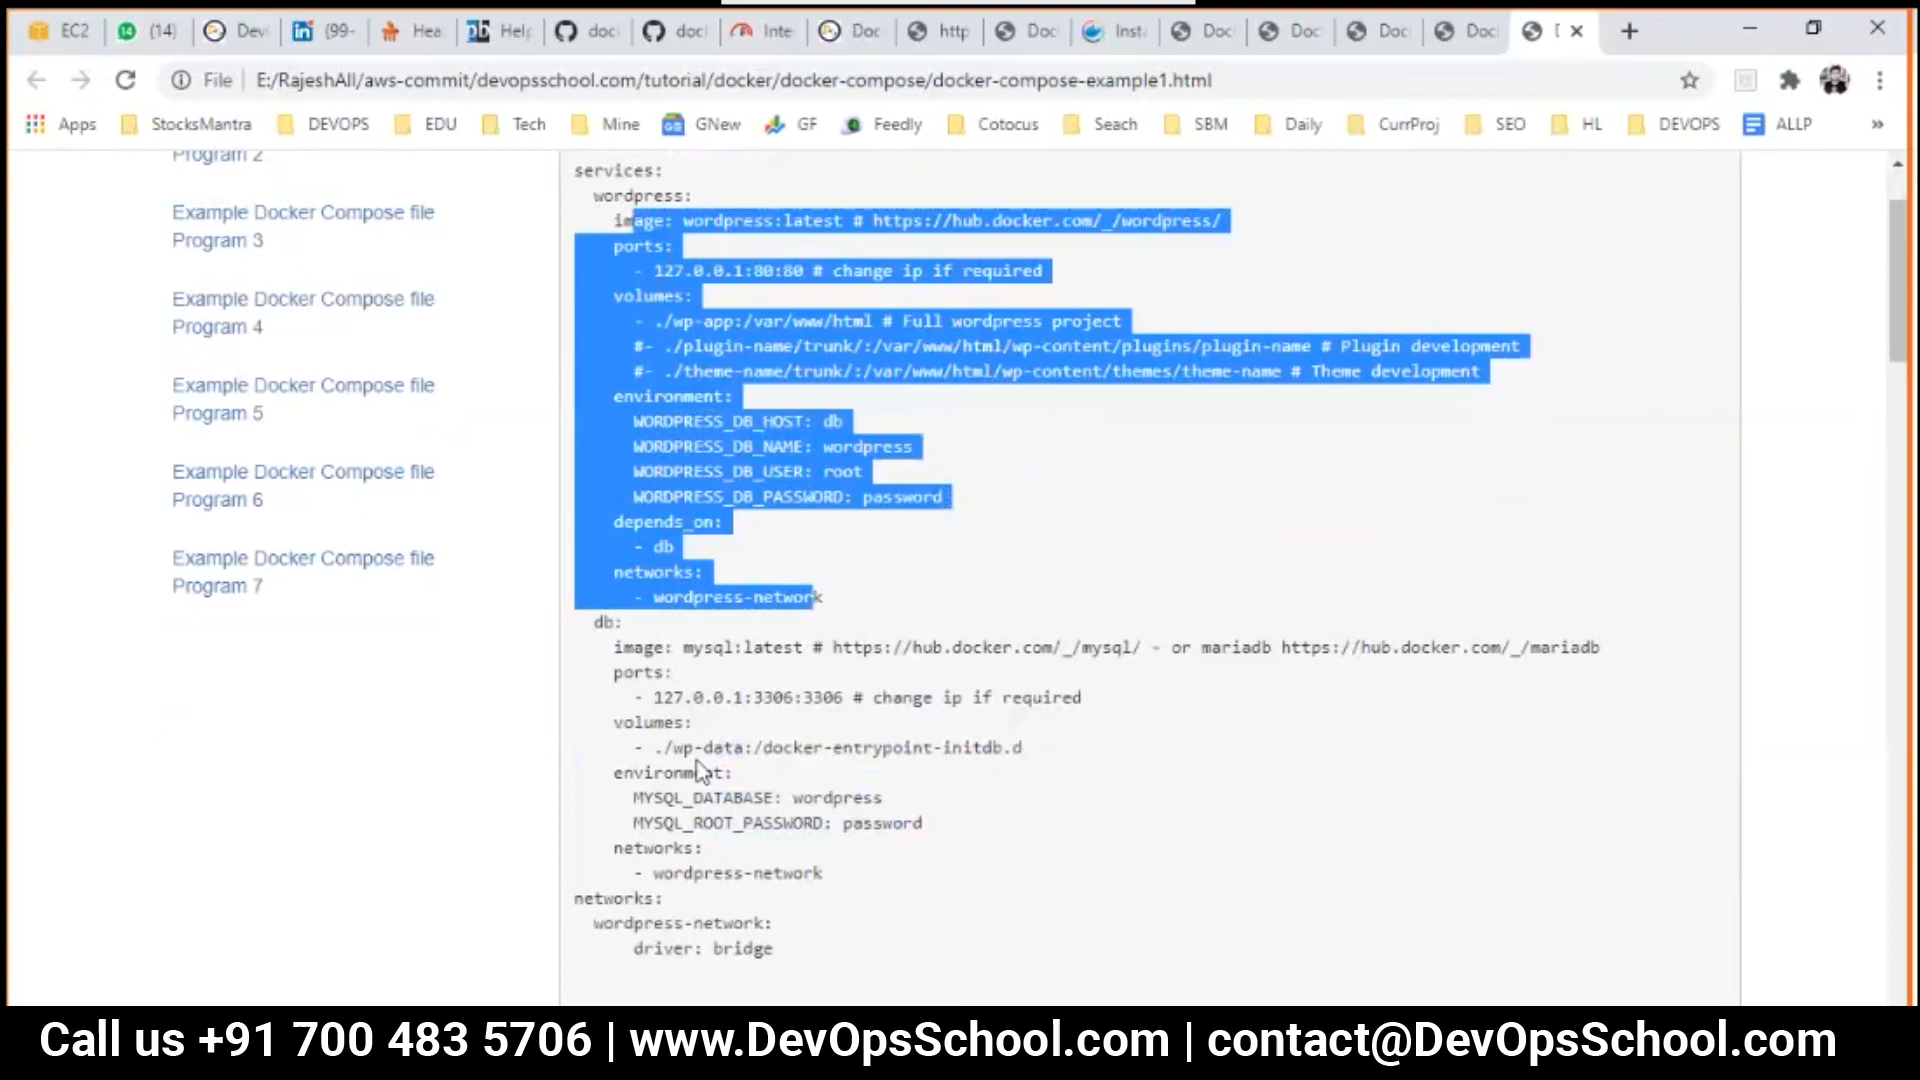 EC2
(14)
Dev
(99-
Hea
Help
doc
doc
Inte
Doc
http
Doc
Inst
Doc
Doc
Doc
Doc
File | E:/RajeshAll/aws-commit/devopsschool.com/tutorial/docker/docker-compose/docker-compose-example1.html
Apps StocksMantra DEVOPS EDU Tech Mine GNew GF Feedly Cotocus Seach SBM Daily CurrProj SEO HL DEVOPS ALLP »
Program 2
Example Docker Compose file
Program 3
Example Docker Compose file
Program 4
Example Docker Compose file
Program 5
Example Docker Compose file
Program 6
Example Docker Compose file
Program 7
services:
wordpress:
image: wordpress:latest # https://hub.docker.com/_/wordpress/
ports:
- 127.0.0.1:80:80 # change ip if required
volumes:
- ./wp-app:/var/www/html # Full wordpress project
#- ./plugin-name/trunk/:/var/www/html/wp-content/plugins/plugin-name # Plugin development
#- ./theme-name/trunk/:/var/www/html/wp-content/themes/theme-name # Theme development
environment:
WORDPRESS_DB_HOST: db
WORDPRESS_DB_NAME: wordpress
WORDPRESS_DB_USER: root
WORDPRESS_DB_PASSWORD: password
depends_on:
- db
networks:
- wordpress-network
db:
image: mysql:latest # https://hub.docker.com/_/mysql/ - or mariadb https://hub.docker.com/_/mariadb
ports:
- 127.0.0.1:3306:3306 # change ip if required
volumes:
- ./wp-data:/docker-entrypoint-initdb.d
environment:
MYSQL_DATABASE: wordpress
MYSQL_ROOT_PASSWORD: password
networks:
- wordpress-network
networks:
wordpress-network:
driver: bridge
Call us +91 700 483 5706 | www.DevOpsSchool.com | contact@DevOpsSchool.com